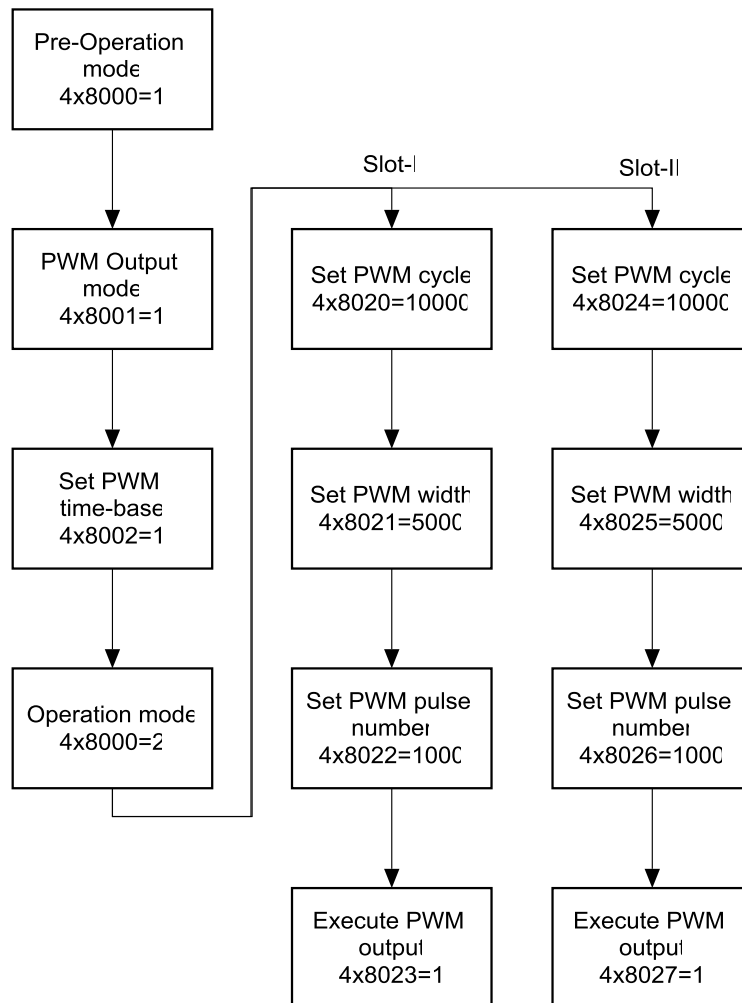 Pre-Operation
mode
4x8000=1
PWM Output
mode
4x8001=1
Set PWM
time-base
4x8002=1
Operation mode
4x8000=2
Slot-I
Set PWM cycle
4x8020=10000
Set PWM width
4x8021=5000
Set PWM pulse
number
4x8022=1000
Execute PWM
output
4x8023=1
Slot-II
Set PWM cycle
4x8024=10000
Set PWM width
4x8025=5000
Set PWM pulse
number
4x8026=1000
Execute PWM
output
4x8027=1